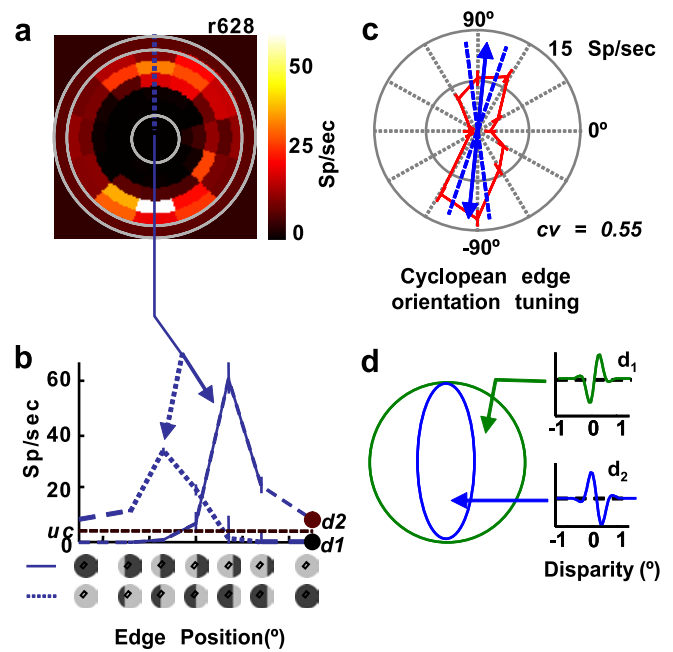 a
r628
50
25
0
Sp/sec
c
90º
15 Sp/sec
0º
-90º
cv = 0.55
Cyclopean edge
orientation tuning
b
60
40
20
uc
0
Sp/sec
d2
d1
Edge Position(º)
d
d1
-1 0 1
d2
-1 0 1
Disparity (º)